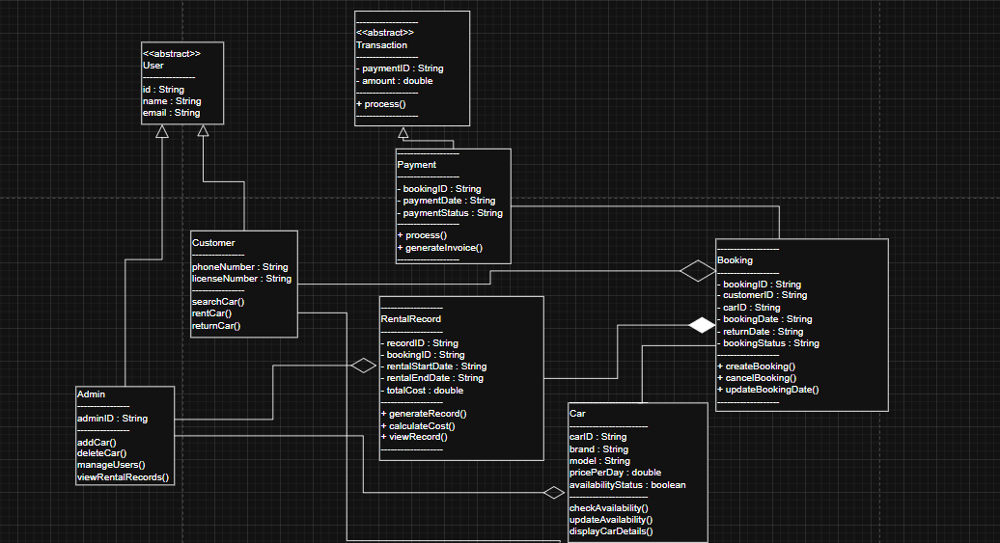 <<abstract>>
User
id : String
name : String
email : String
<<abstract>>
Transaction
- paymentID : String
- amount : double
+ process()
Payment
- bookingID : String
- paymentDate : String
- paymentStatus : String
+ process()
+ generateInvoice()
Customer
phoneNumber : String
licenseNumber : String
searchCar()
rentCar()
returnCar()
Booking
- bookingID : String
- customerID : String
- carID : String
- bookingDate : String
- returnDate : String
- bookingStatus : String
+ createBooking()
+ cancelBooking()
+ updateBookingDate()
RentalRecord
- recordID : String
- bookingID : String
- rentalStartDate : String
- rentalEndDate : String
- totalCost : double
+ generateRecord()
+ calculateCost()
+ viewRecord()
Admin
adminID : String
addCar()
deleteCar()
manageUsers()
viewRentalRecords()
Car
carID : String
brand : String
model : String
pricePerDay : double
availabilityStatus : boolean
checkAvailability()
updateAvailability()
displayCarDetails()